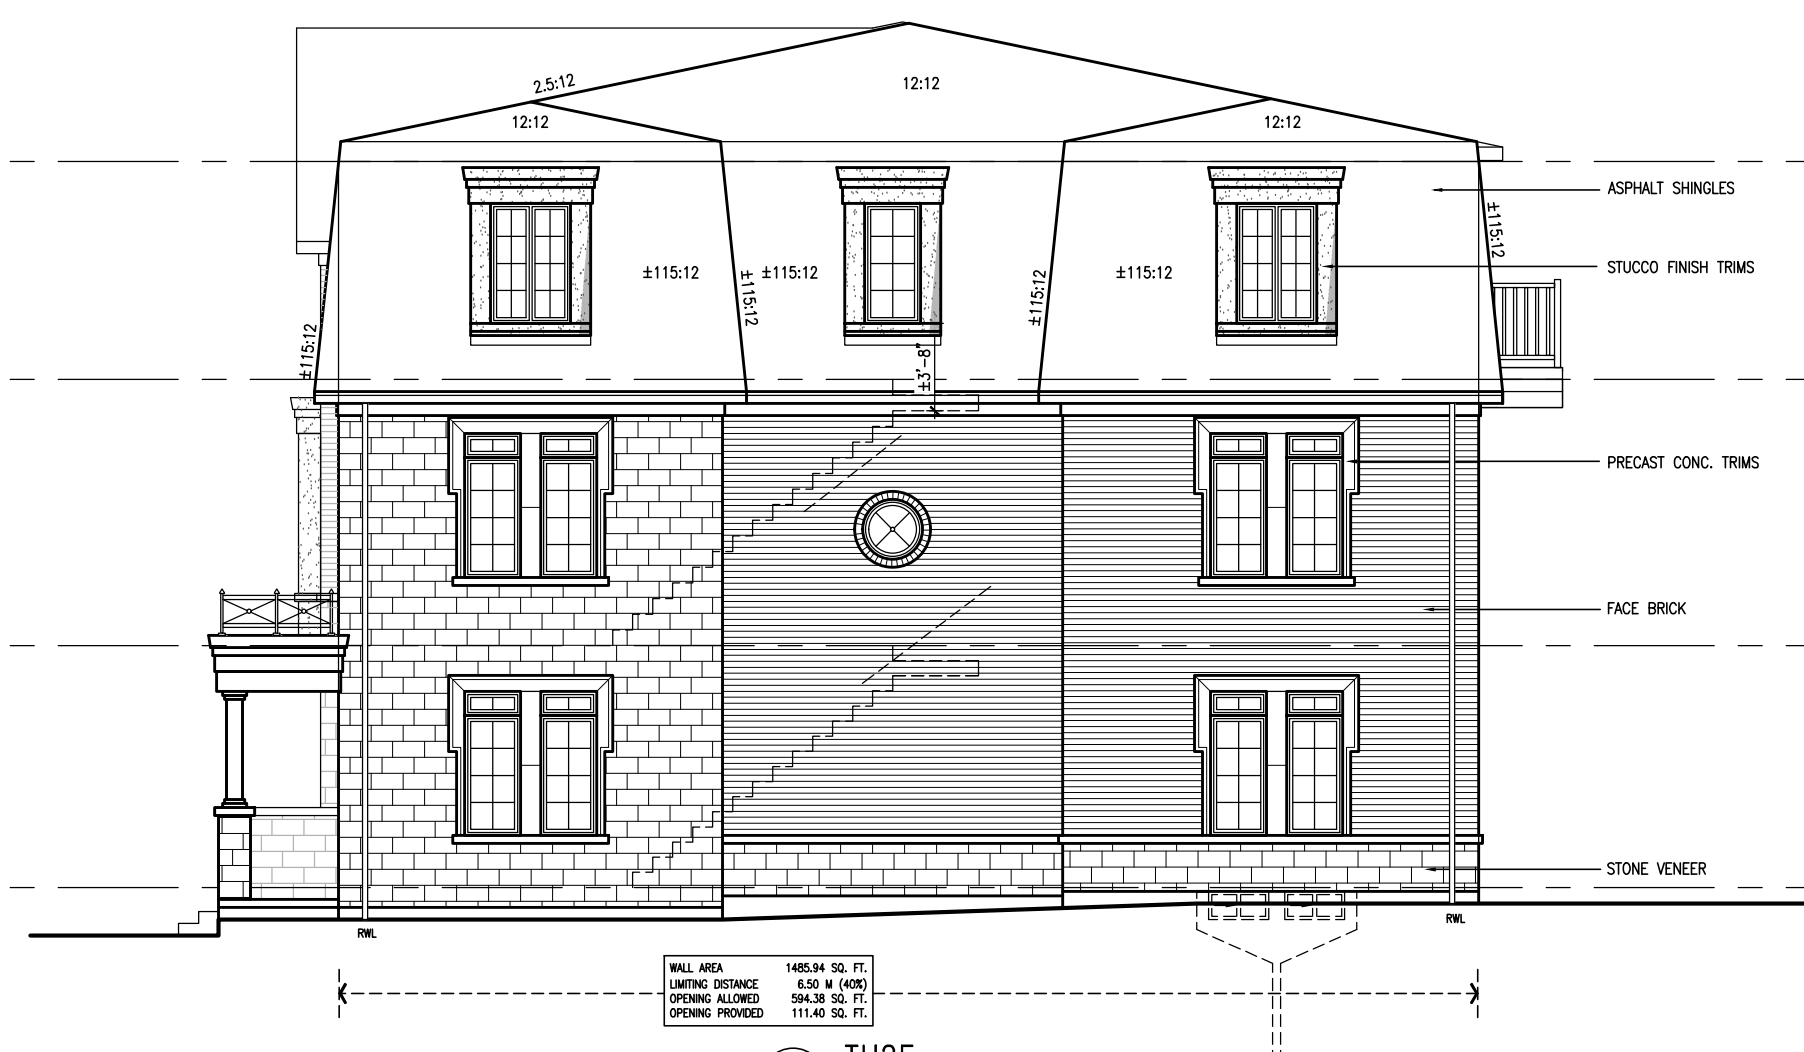 2.5:12
12:12
12:12
12:12
ASPHALT SHINGLES
±115:12
STUCCO FINISH TRIMS
±115:12
±115:12
±115:12
±115:12
±115:12
±115:12
±3'-8"
PRECAST CONC. TRIMS
FACE BRICK
STONE VENEER
RWL
RWL
WALL AREA 1485.94 SQ. FT.
LIMITING DISTANCE 6.50 M (40%)
OPENING ALLOWED 594.38 SQ. FT.
OPENING PROVIDED 111.40 SQ. FT.